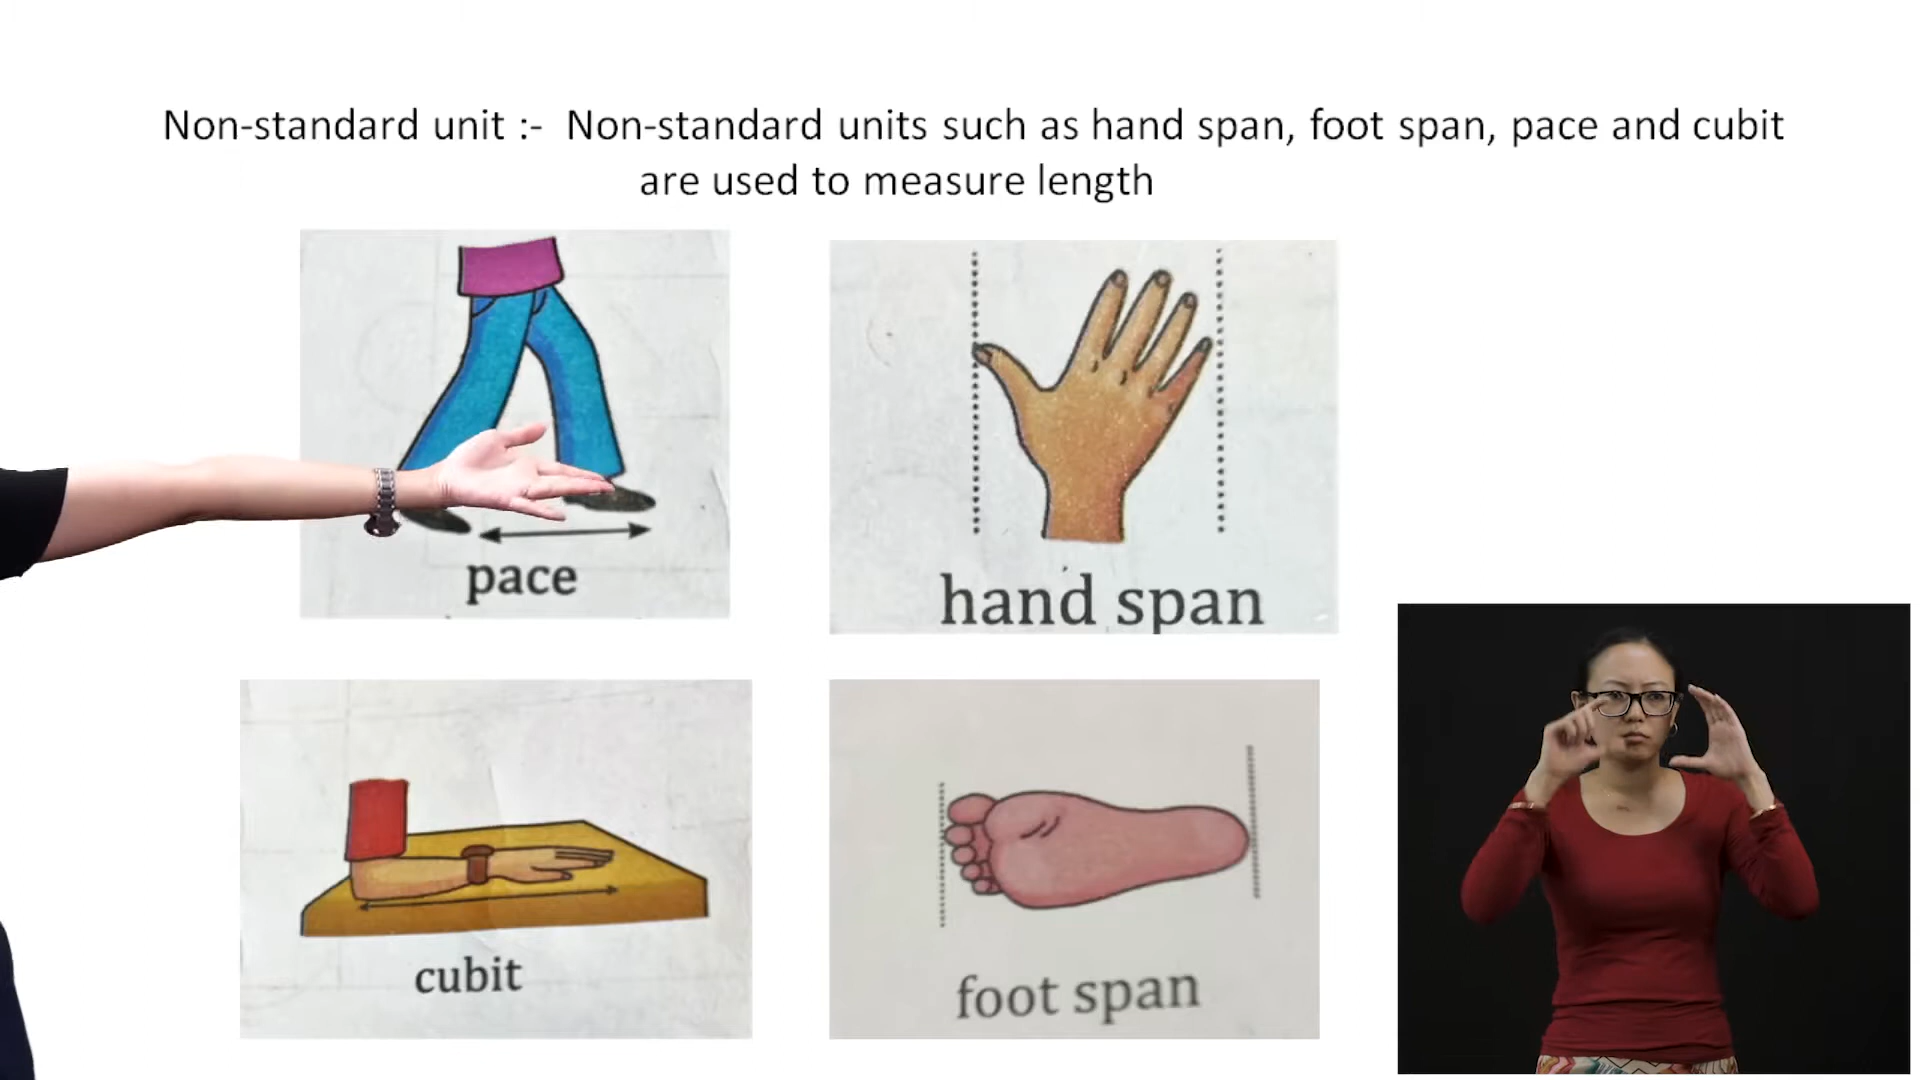 Non-standard unit :- Non-standard units such as hand span, foot span, pace and cubit
are used to measure length
pace
hand span
cubit
foot span